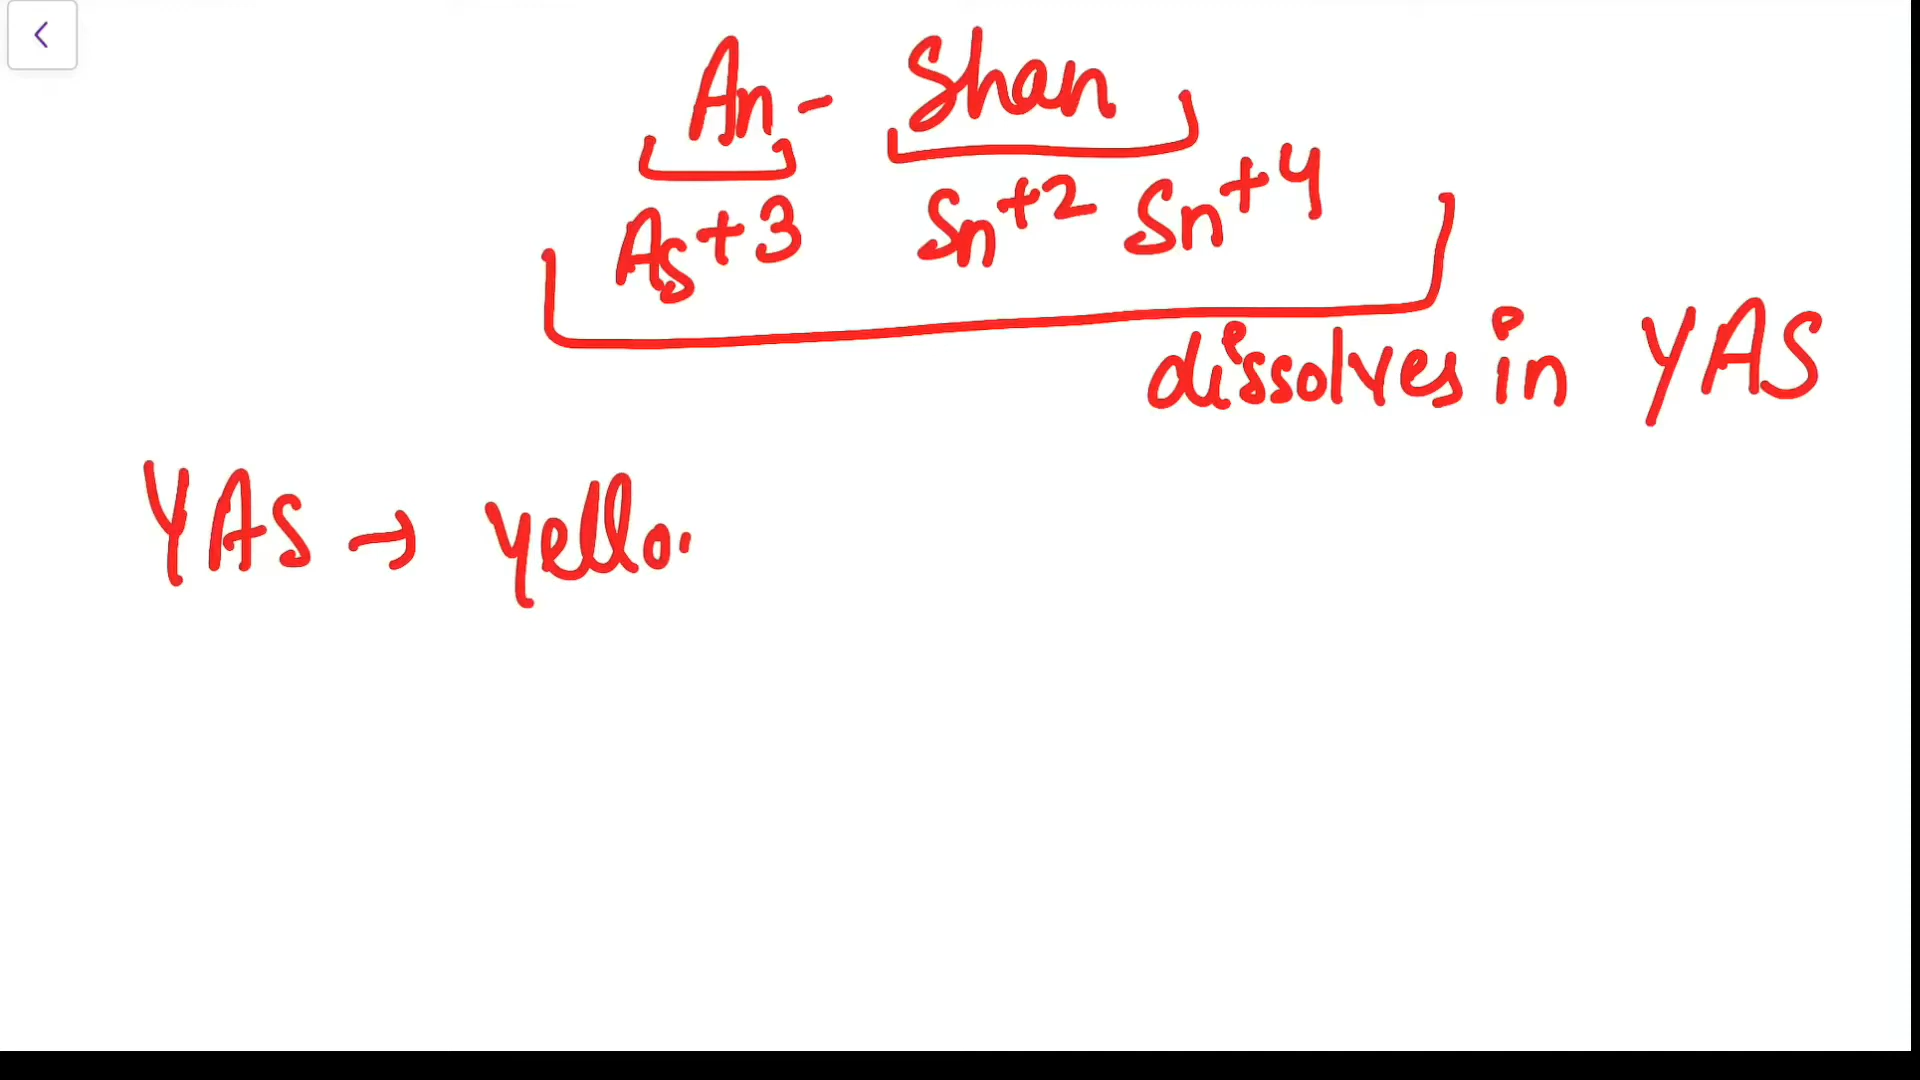 An - Shan
As+3 Sn+2 Sn+4
dissolves in YAS
YAS → yello